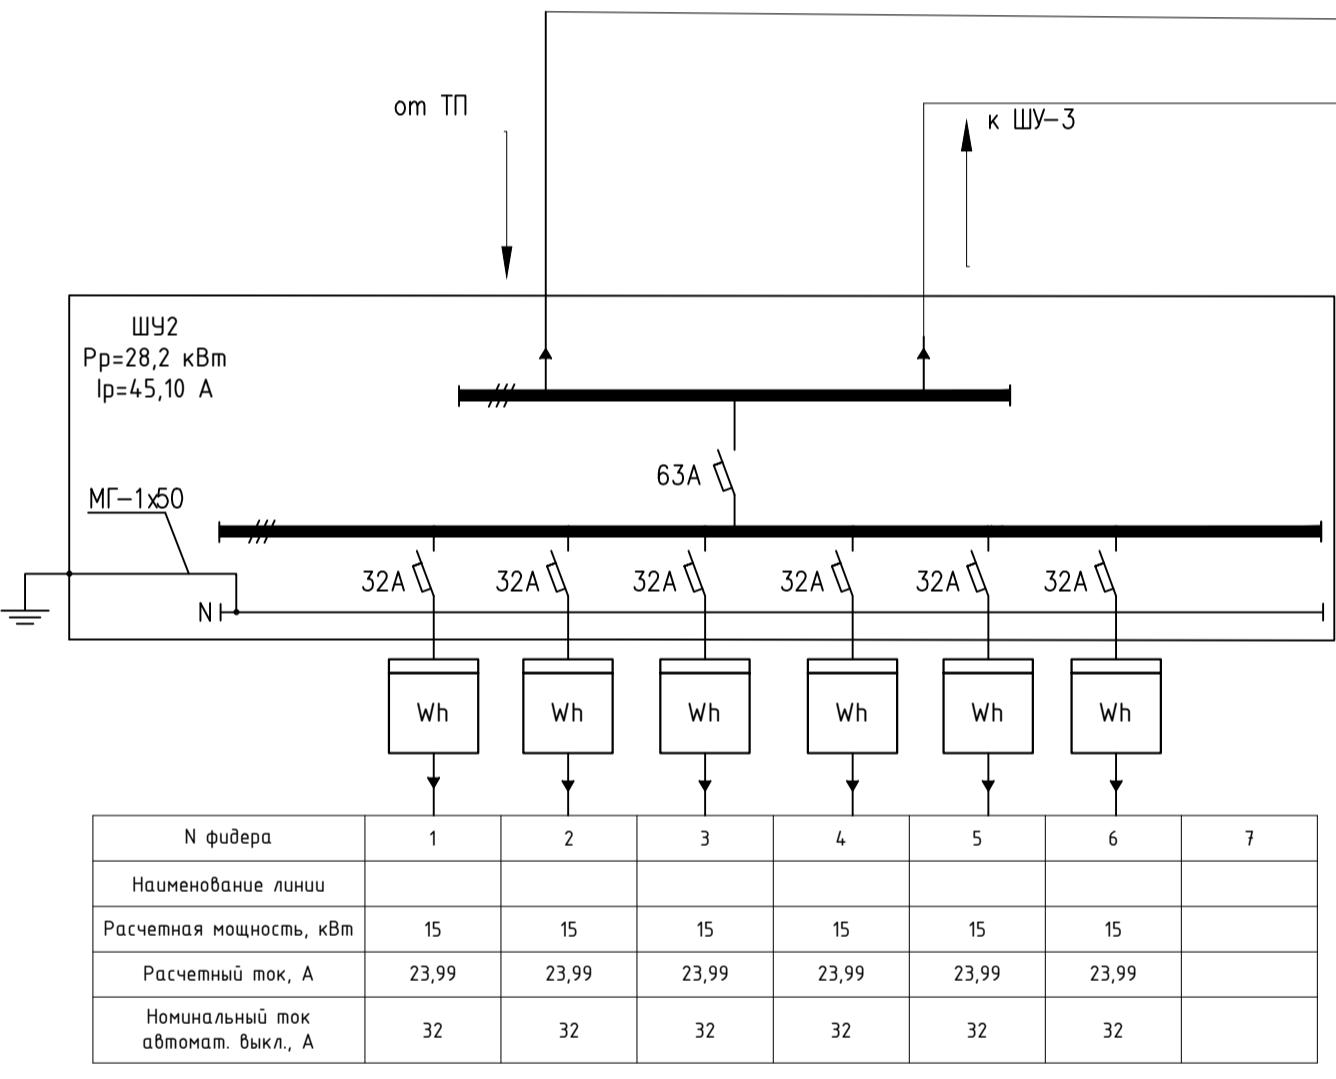 от ТП
к ШУ-3
ШУ2
Рр=28,2 кВт
Iр=45,10 А
63А
МГ-1х50
32А 32А 32А 32А 32А 32А
N
Wh Wh Wh Wh Wh Wh
N фидера 1 2 3 4 5 6 7
Наименование линии
Расчетная мощность, кВт 15 15 15 15 15 15
Расчетный ток, А 23,99 23,99 23,99 23,99 23,99 23,99
Номинальный ток
автомат. выкл., А 32 32 32 32 32 32